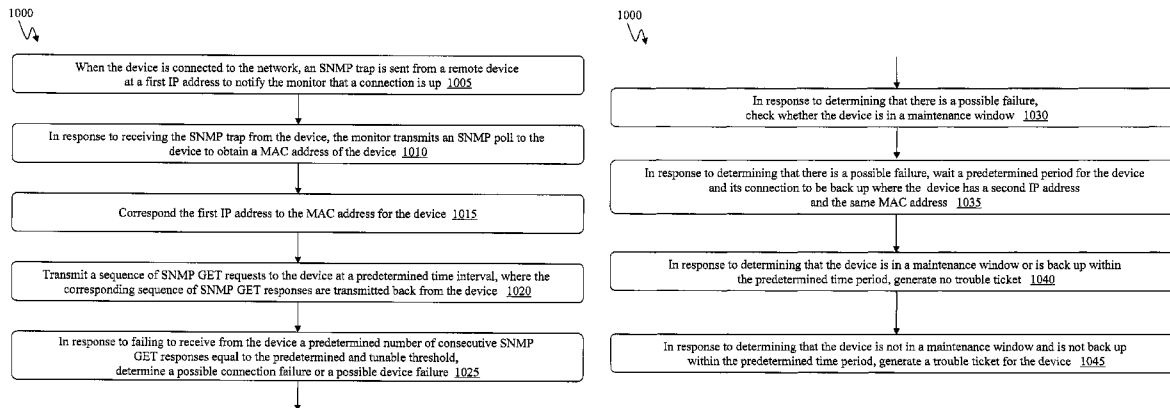 1000
When the device is connected to the network, an SNMP trap is sent from a remote device
at a first IP address to notify the monitor that a connection is up 1005
In response to receiving the SNMP trap from the device, the monitor transmits an SNMP poll to the
device to obtain a MAC address of the device 1010
Correspond the first IP address to the MAC address for the device 1015
Transmit a sequence of SNMP GET requests to the device at a predetermined time interval, where the
corresponding sequence of SNMP GET responses are transmitted back from the device 1020
In response to failing to receive from the device a predetermined number of consecutive SNMP
GET responses equal to the predetermined and tunable threshold,
determine a possible connection failure or a possible device failure 1025
1000
In response to determining that there is a possible failure,
check whether the device is in a maintenance window 1030
In response to determining that there is a possible failure, wait a predetermined period for the device
and its connection to be back up where the device has a second IP address
and the same MAC address 1035
In response to determining that the device is in a maintenance window or is back up within
the predetermined time period, generate no trouble ticket 1040
In response to determining that the device is not in a maintenance window and is not back up
within the predetermined time period, generate a trouble ticket for the device 1045